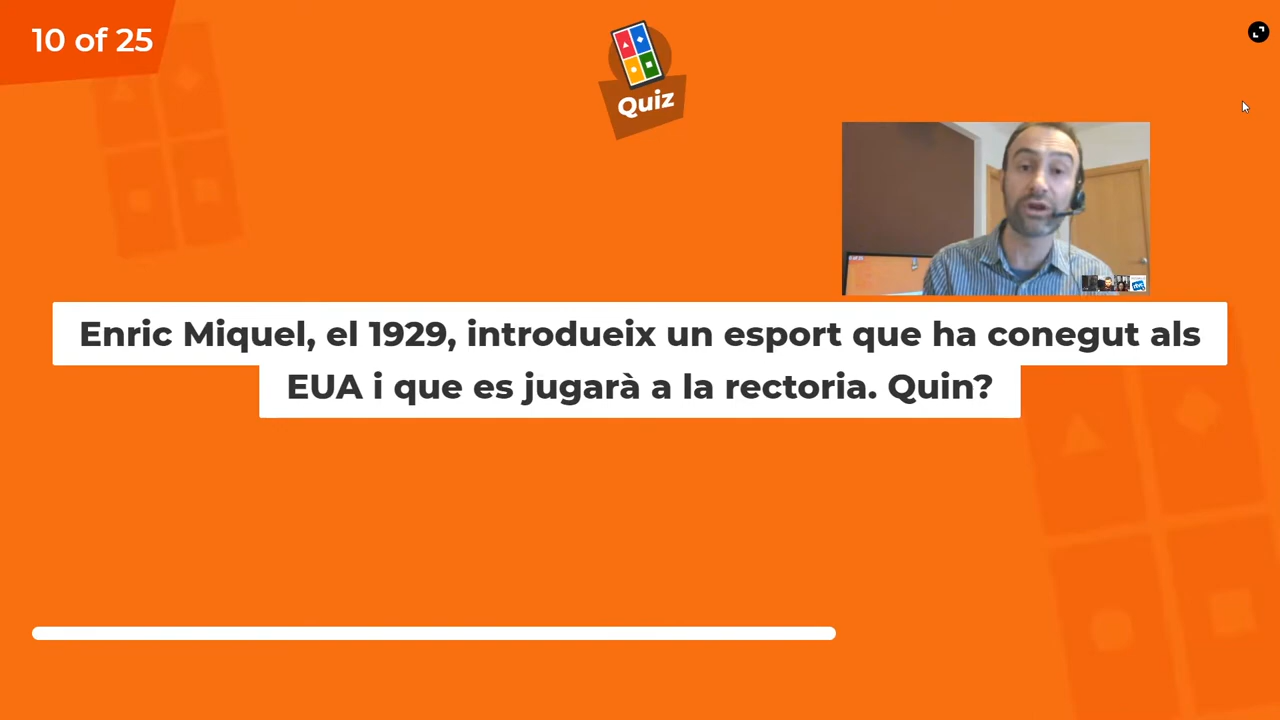 10 of 25
Quiz
Enric Miquel, el 1929, introdueix un esport que ha conegut als
EUA i que es jugarà a la rectoria. Quin?